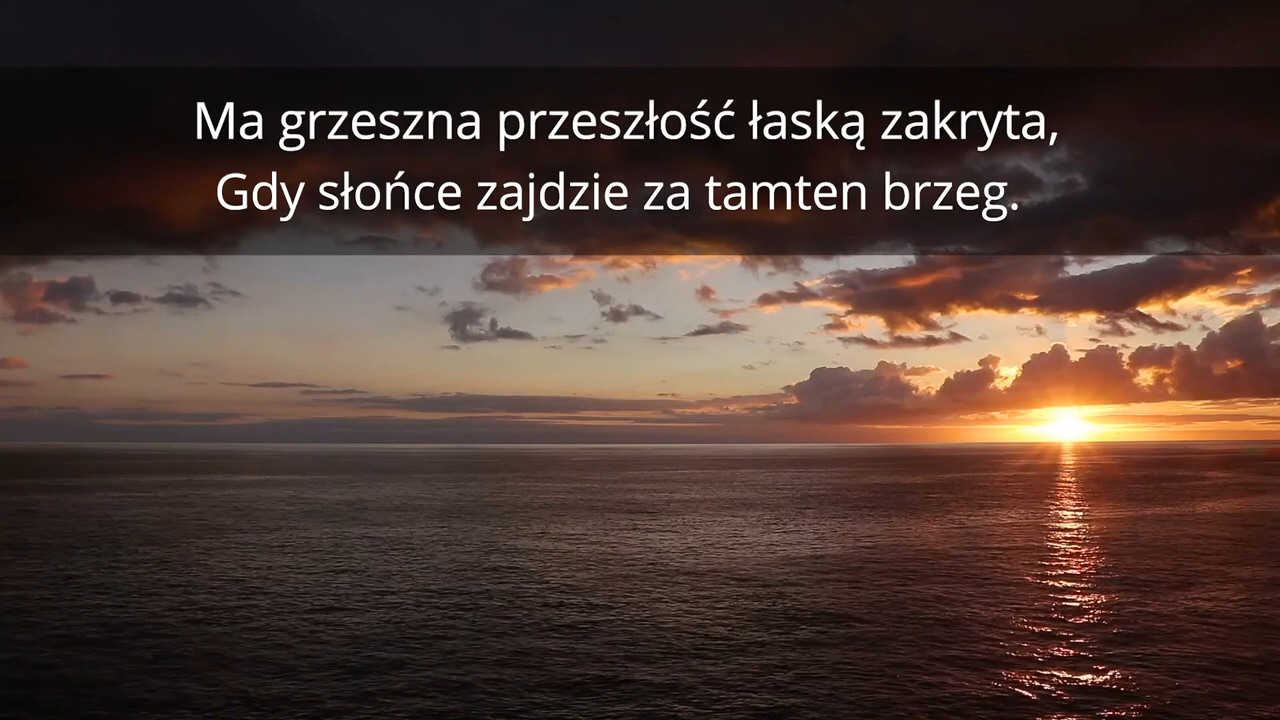 Ma grzeszna przeszłość łaską zakryta,
Gdy słońce zajdzie za tamten brzeg.